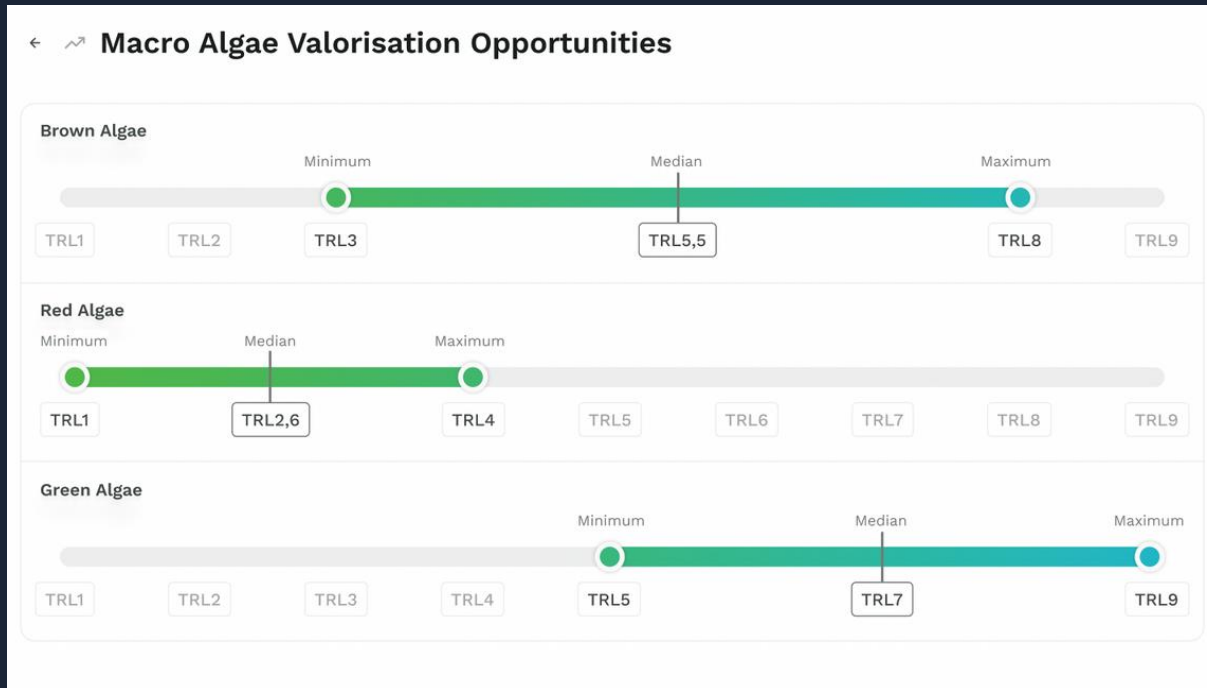 Macro Algae Valorisation Opportunities
Brown Algae
Minimum Median Maximum
TRL1 TRL2 TRL3 TRL5,5 TRL8 TRL9
Red Algae
Minimum Median Maximum
TRL1 TRL2,6 TRL4 TRL5 TRL6 TRL7 TRL8 TRL9
Green Algae
Minimum Median Maximum
TRL1 TRL2 TRL3 TRL4 TRL5 TRL7 TRL9